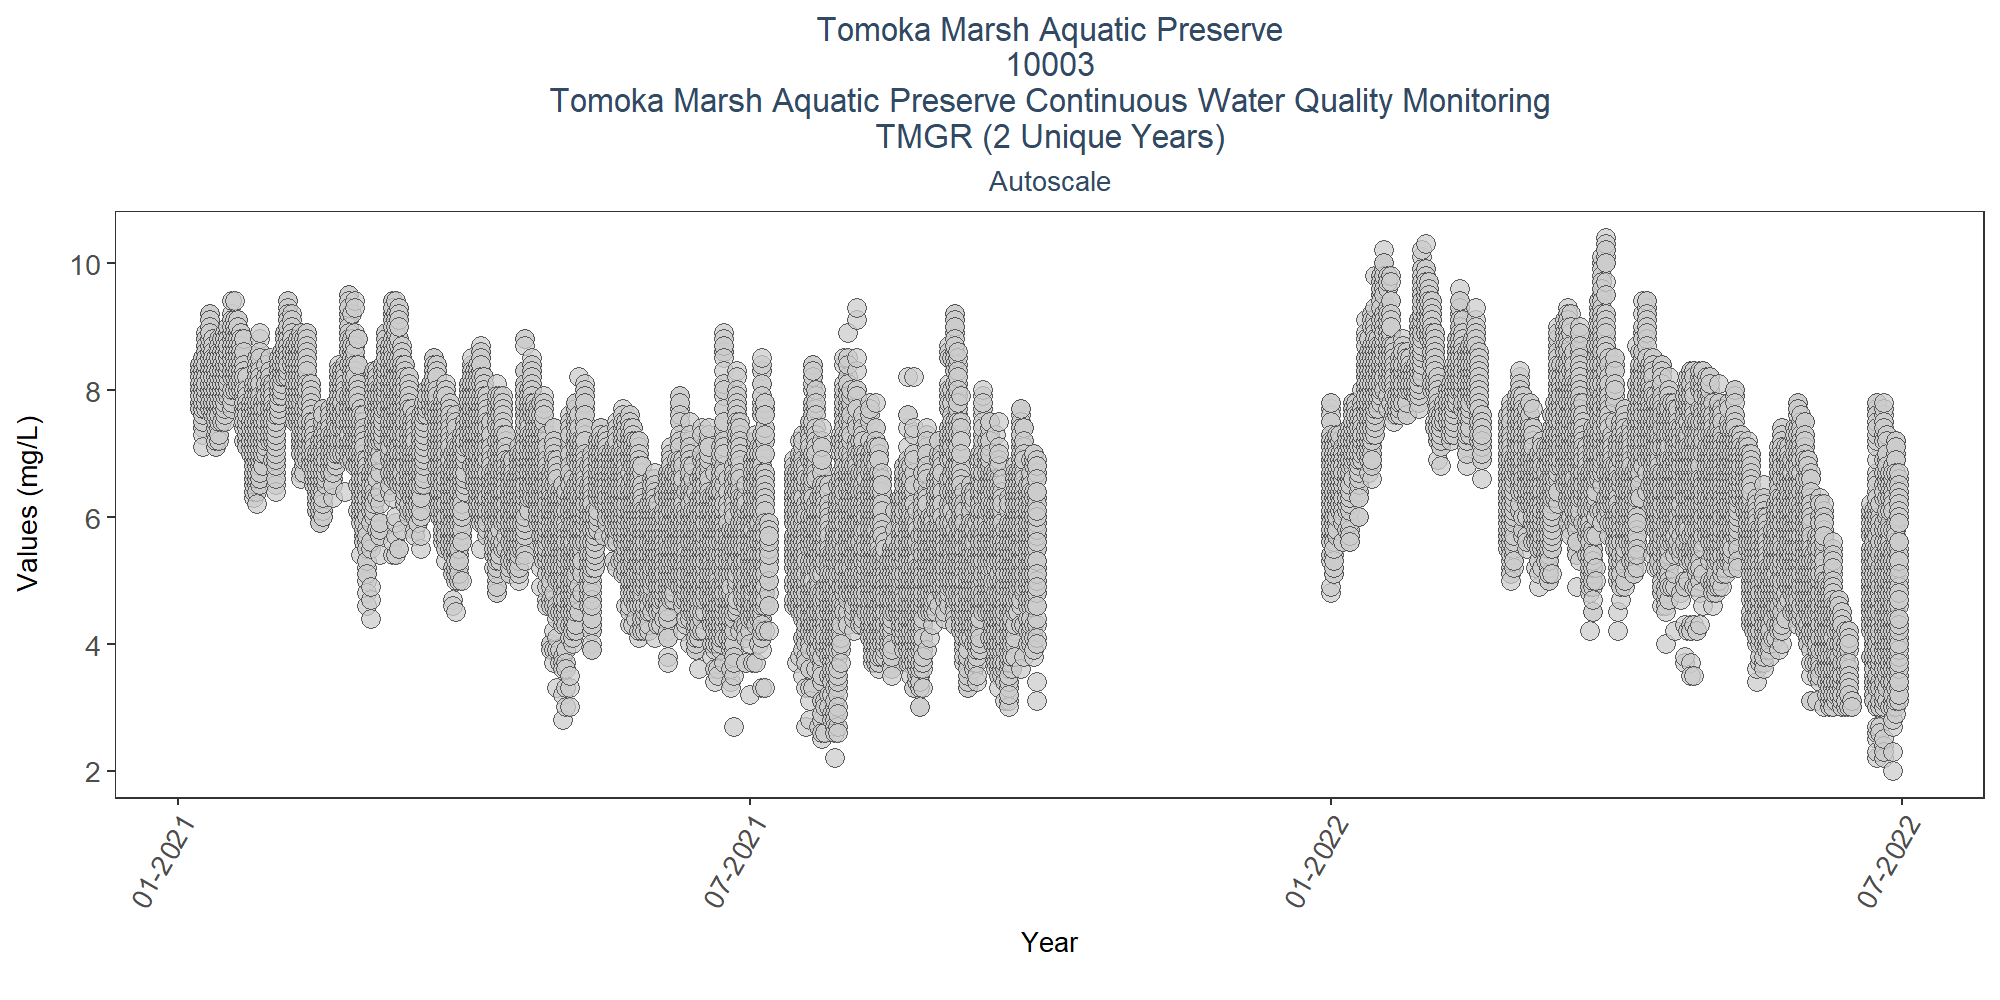 Tomoka Marsh Aquatic Preserve
10003
Tomoka Marsh Aquatic Preserve Continuous Water Quality Monitoring
TMGR (2 Unique Years)
Autoscale
Values (mg/L)
10
8
6
4
2
01-2021
07-2021
01-2022
07-2022
Year